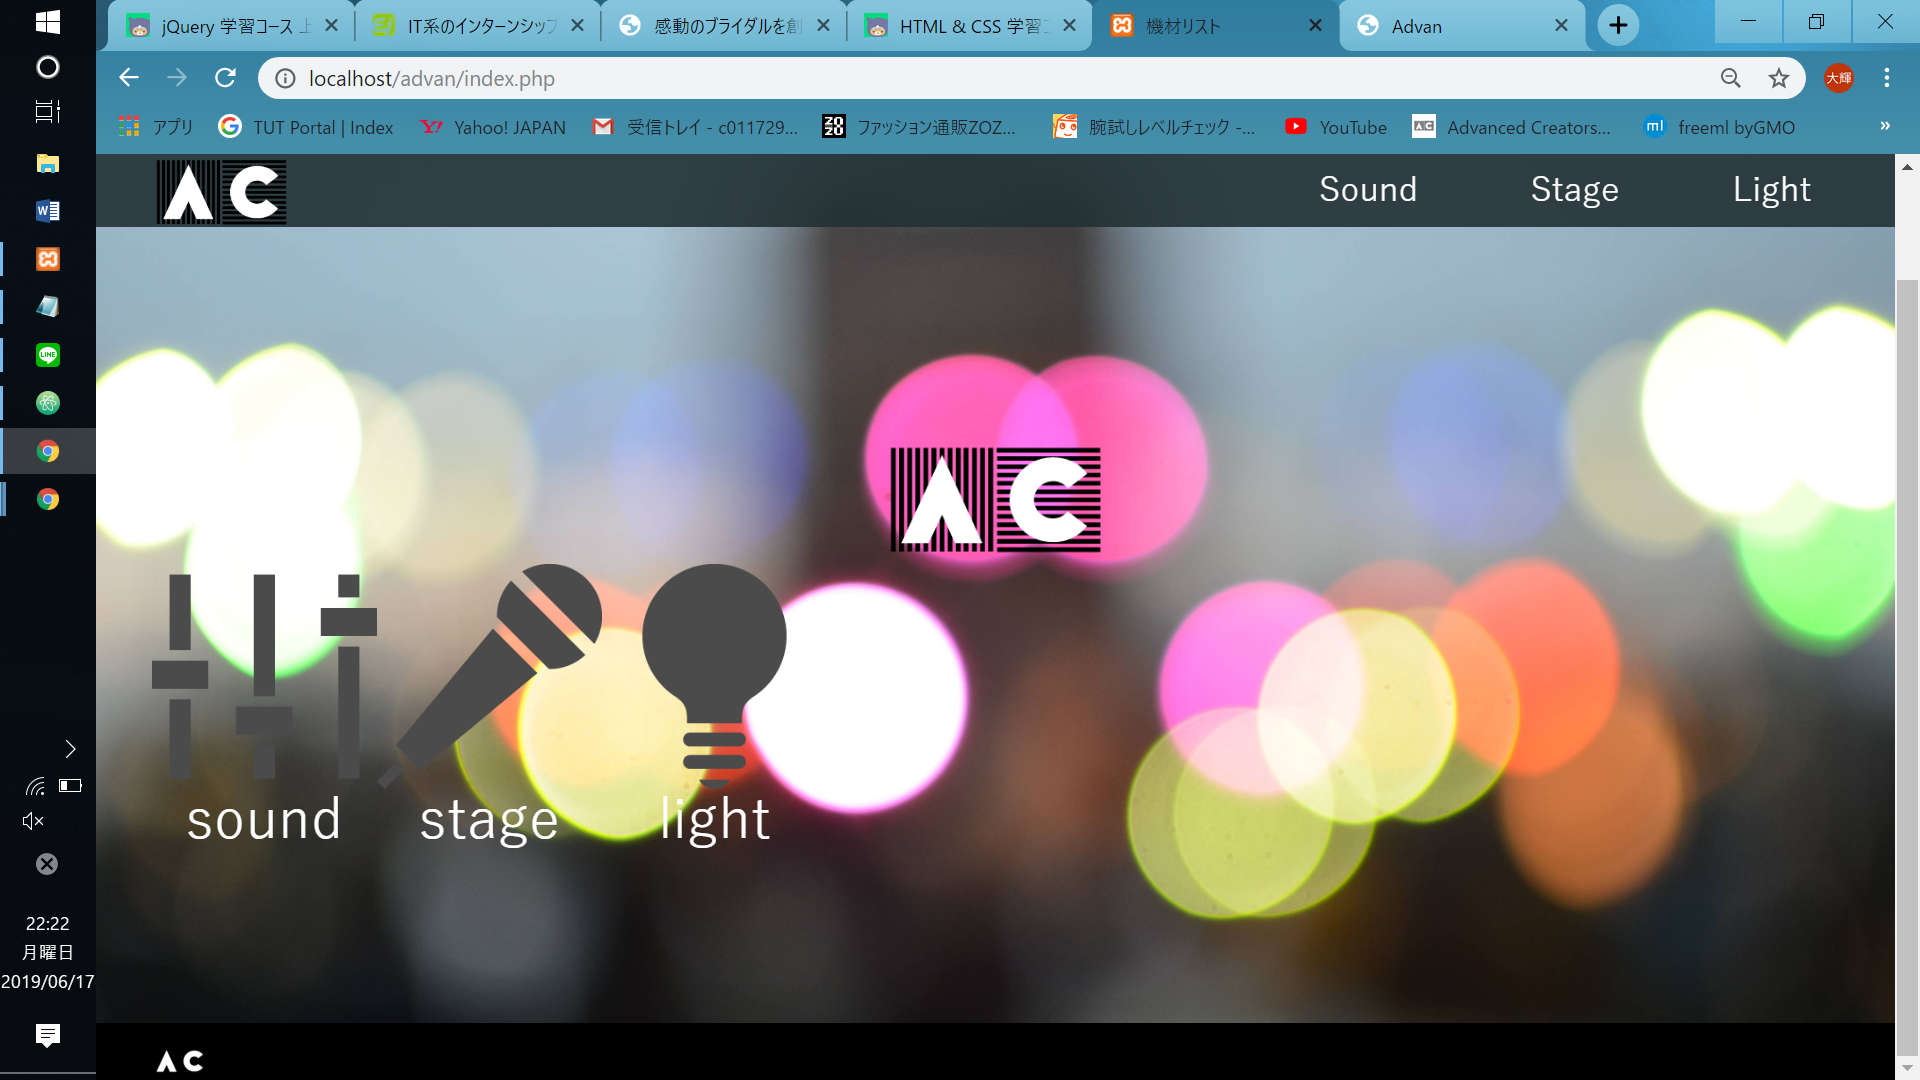 jQuery 学習コース 上
IT系のインターンシップ
感動のブライダルを創
HTML & CSS 学習コ
機材リスト
Advan
localhost/advan/index.php
大輝
アプリ
TUT Portal | Index
Yahoo! JAPAN
受信トレイ - c011729...
ZOZO
ファッション通販ZOZ...
腕試しレベルチェック -...
YouTube
AC
Advanced Creators...
ml
freeml byGMO
»
AC
Sound
Stage
Light
AC
sound
stage
light
AC
LINE
22:22
月曜日
2019/06/17